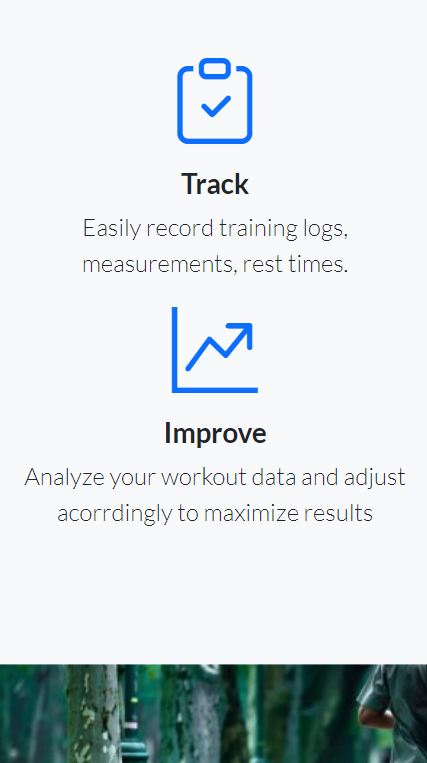 Track
Easily record training logs,
measurements, rest times.
Improve
Analyze your workout data and adjust
acorrdingly to maximize results